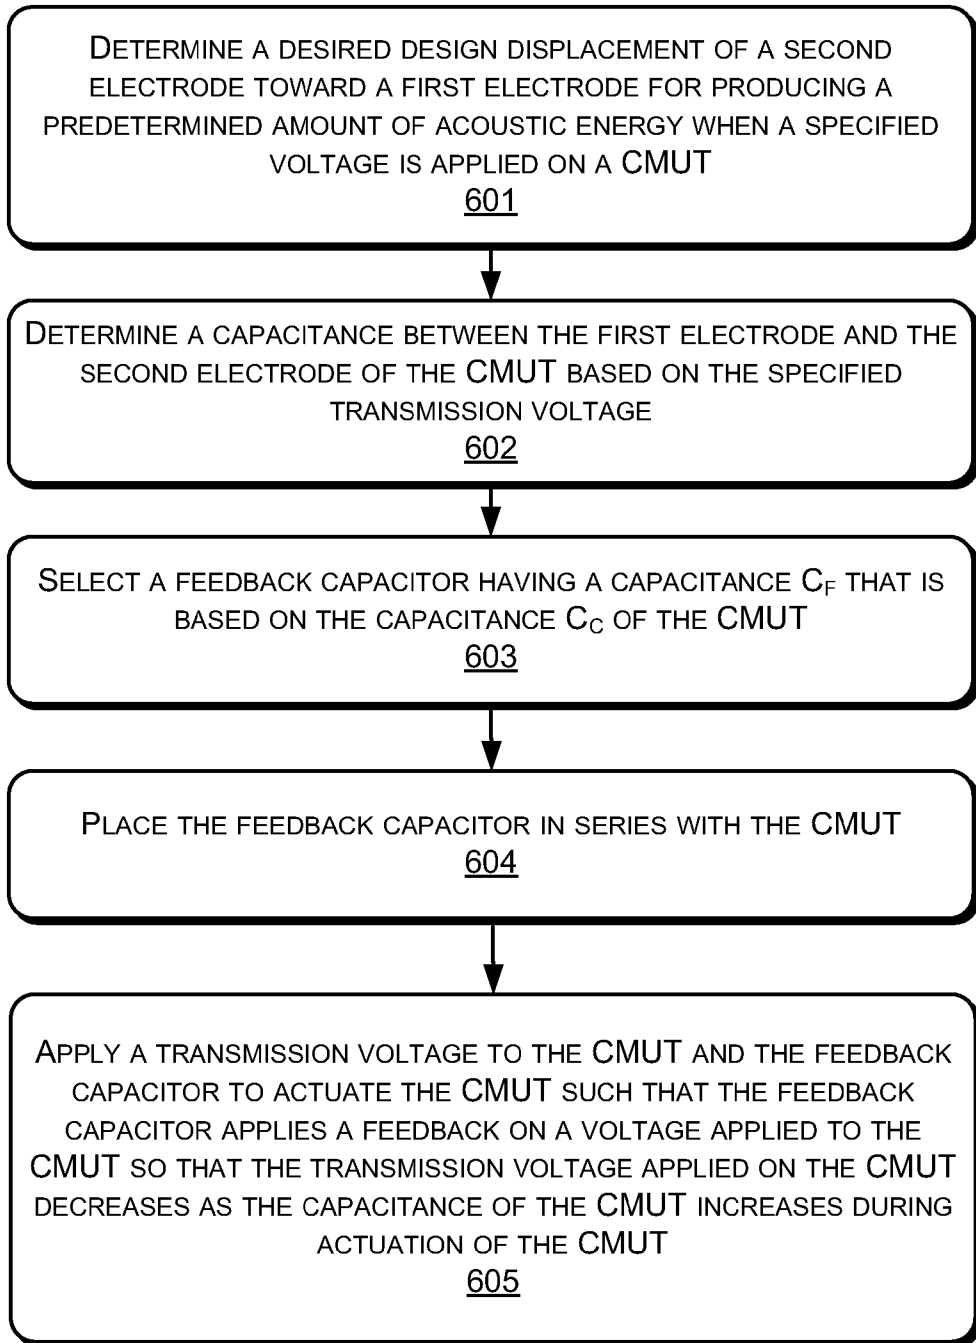 DETERMINE A DESIRED DESIGN DISPLACEMENT OF A SECOND
ELECTRODE TOWARD A FIRST ELECTRODE FOR PRODUCING A
PREDETERMINED AMOUNT OF ACOUSTIC ENERGY WHEN A SPECIFIED
VOLTAGE IS APPLIED ON A CMUT
601
DETERMINE A CAPACITANCE BETWEEN THE FIRST ELECTRODE AND THE
SECOND ELECTRODE OF THE CMUT BASED ON THE SPECIFIED
TRANSMISSION VOLTAGE
602
SELECT A FEEDBACK CAPACITOR HAVING A CAPACITANCE CF THAT IS
BASED ON THE CAPACITANCE CC OF THE CMUT
603
PLACE THE FEEDBACK CAPACITOR IN SERIES WITH THE CMUT
604
APPLY A TRANSMISSION VOLTAGE TO THE CMUT AND THE FEEDBACK
CAPACITOR TO ACTUATE THE CMUT SUCH THAT THE FEEDBACK
CAPACITOR APPLIES A FEEDBACK ON A VOLTAGE APPLIED TO THE
CMUT SO THAT THE TRANSMISSION VOLTAGE APPLIED ON THE CMUT
DECREASES AS THE CAPACITANCE OF THE CMUT INCREASES DURING
ACTUATION OF THE CMUT
605